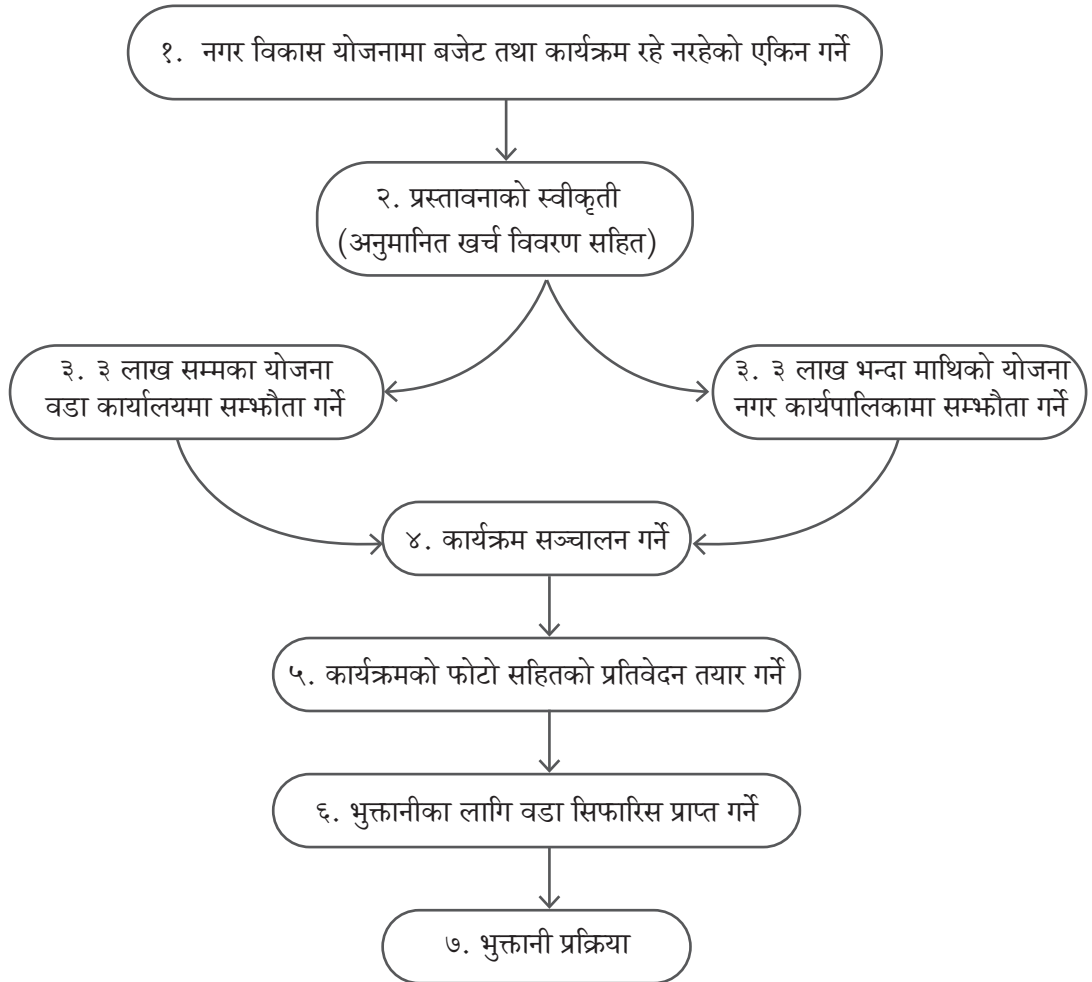 १. नगर विकास योजनामा बजेट तथा कार्यक्रम रहे नरहेको एकिन गर्ने
२. प्रस्तावनाको स्वीकृती
(अनुमानित खर्च विवरण सहित)
३. ३ लाख सम्मका योजना
वडा कार्यालयमा सम्झौता गर्ने
३. ३ लाख भन्दा माथिको योजना
नगर कार्यपालिकामा सम्झौता गर्ने
४. कार्यक्रम सञ्चालन गर्ने
५. कार्यक्रमको फोटो सहितको प्रतिवेदन तयार गर्ने
६. भुक्तानीका लागि वडा सिफारिस प्राप्त गर्ने
७. भुक्तानी प्रक्रिया